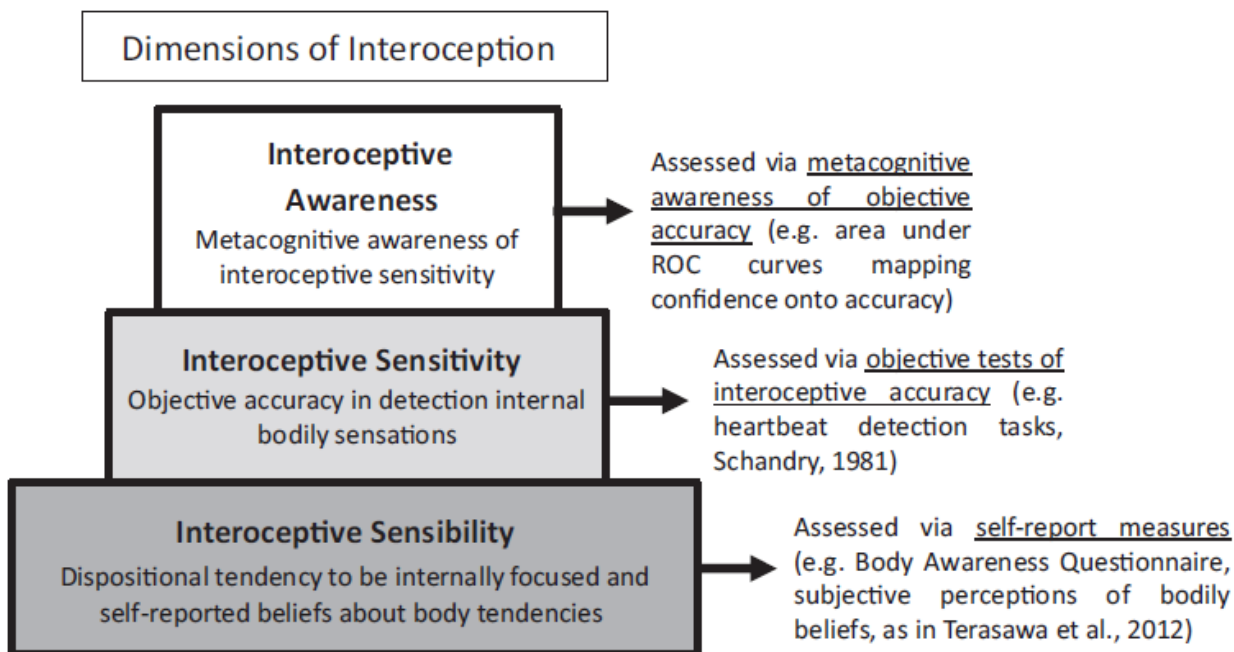 Dimensions of Interoception
Interoceptive
Awareness
Metacognitive awareness of
interoceptive sensitivity
Assessed via metacognitive
awareness of objective
accuracy (e.g. area under
ROC curves mapping
confidence onto accuracy)
Interoceptive Sensitivity
Objective accuracy in detection internal
bodily sensations
Assessed via objective tests of
interoceptive accuracy (e.g.
heartbeat detection tasks,
Schandry, 1981)
Interoceptive Sensibility
Dispositional tendency to be internally focused and
self-reported beliefs about body tendencies
Assessed via self-report measures
(e.g. Body Awareness Questionnaire,
subjective perceptions of bodily
beliefs, as in Terasawa et al., 2012)